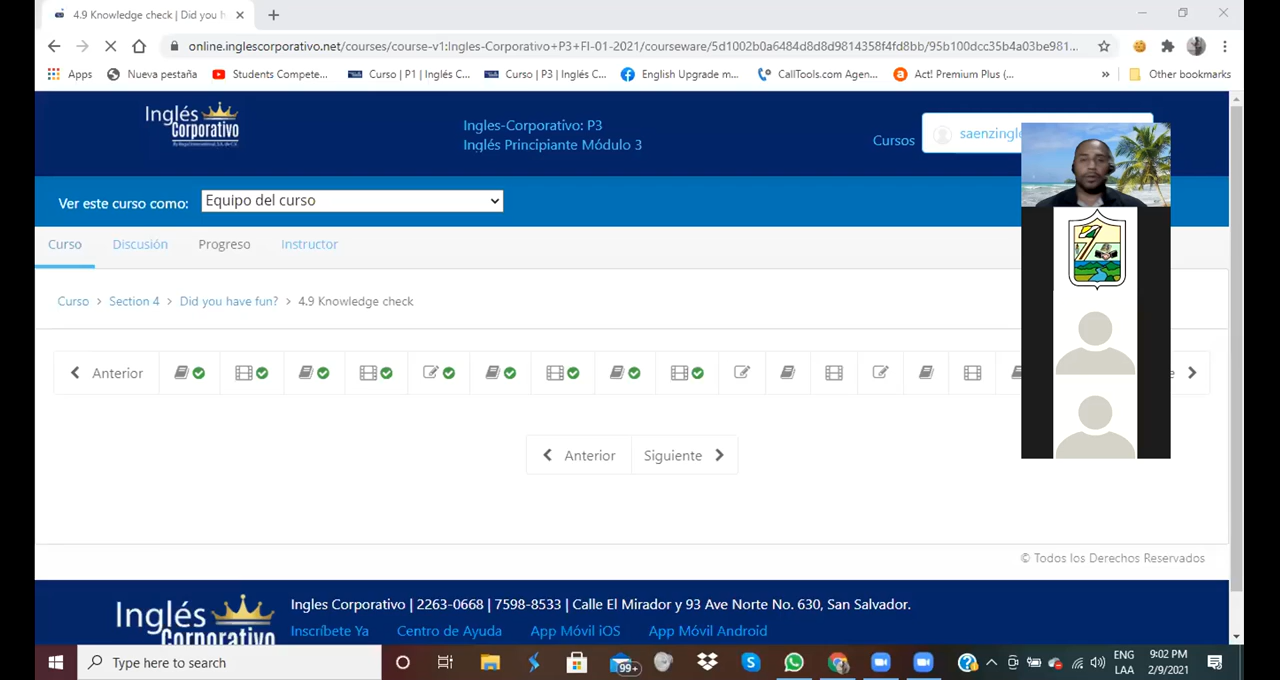 4.9 Knowledge check | Did you h
online.inglescorporativo.net/courses/course-v1:Ingles-Corporativo+P3+FI-01-2021/courseware/5d1002b0a6484d8d8d9814358f4fd8bb/95b100dcc35b4a03be981...
Apps Nueva pestaña Students Compete... Curso | P1 | Inglés C... Curso | P3 | Inglés C... English Upgrade m... CallTools.com Agen... Act! Premium Plus (... » Other bookmarks
Inglés
Corporativo
Ingles-Corporativo: P3
Inglés Principiante Módulo 3
Cursos
saenzingl
Ver este curso como: Equipo del curso
Curso Discusión Progreso Instructor
Curso > Section 4 > Did you have fun? > 4.9 Knowledge check
Anterior
Anterior Siguiente
© Todos los Derechos Reservados
Inglés
Corporativo
Ingles Corporativo | 2263-0668 | 7598-8533 | Calle El Mirador y 93 Ave Norte No. 630, San Salvador.
Inscríbete Ya Centro de Ayuda App Móvil iOS App Móvil Android
Type here to search
99+
ENG
LAA
9:02 PM
2/9/2021